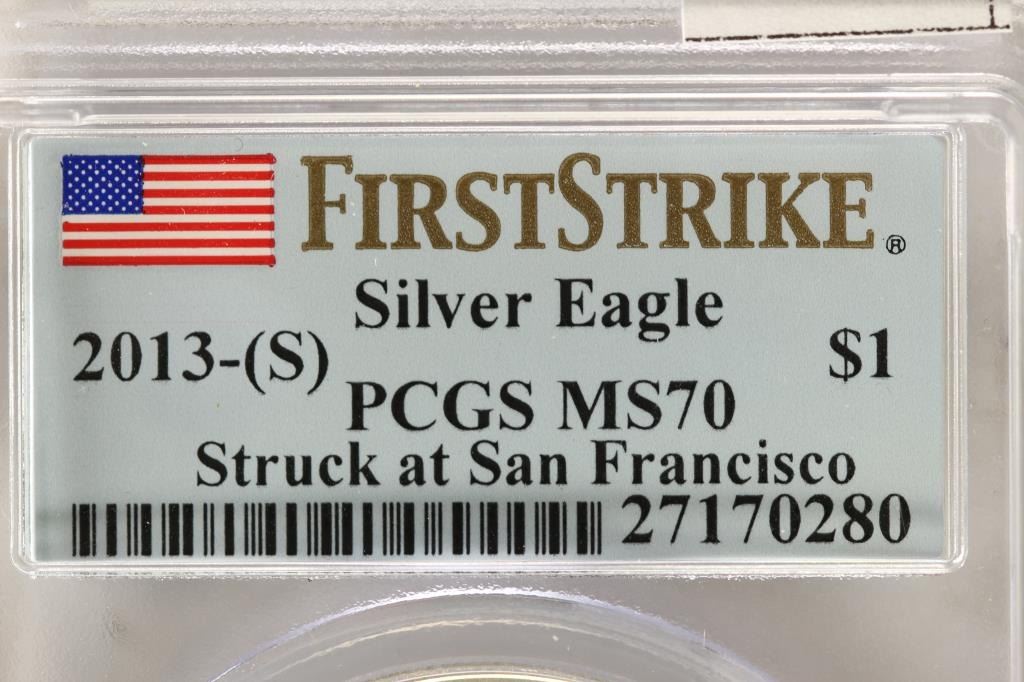 FIRSTSTRIKE®
Silver Eagle
2013-(S) $1
PCGS MS70
Struck at San Francisco
27170280